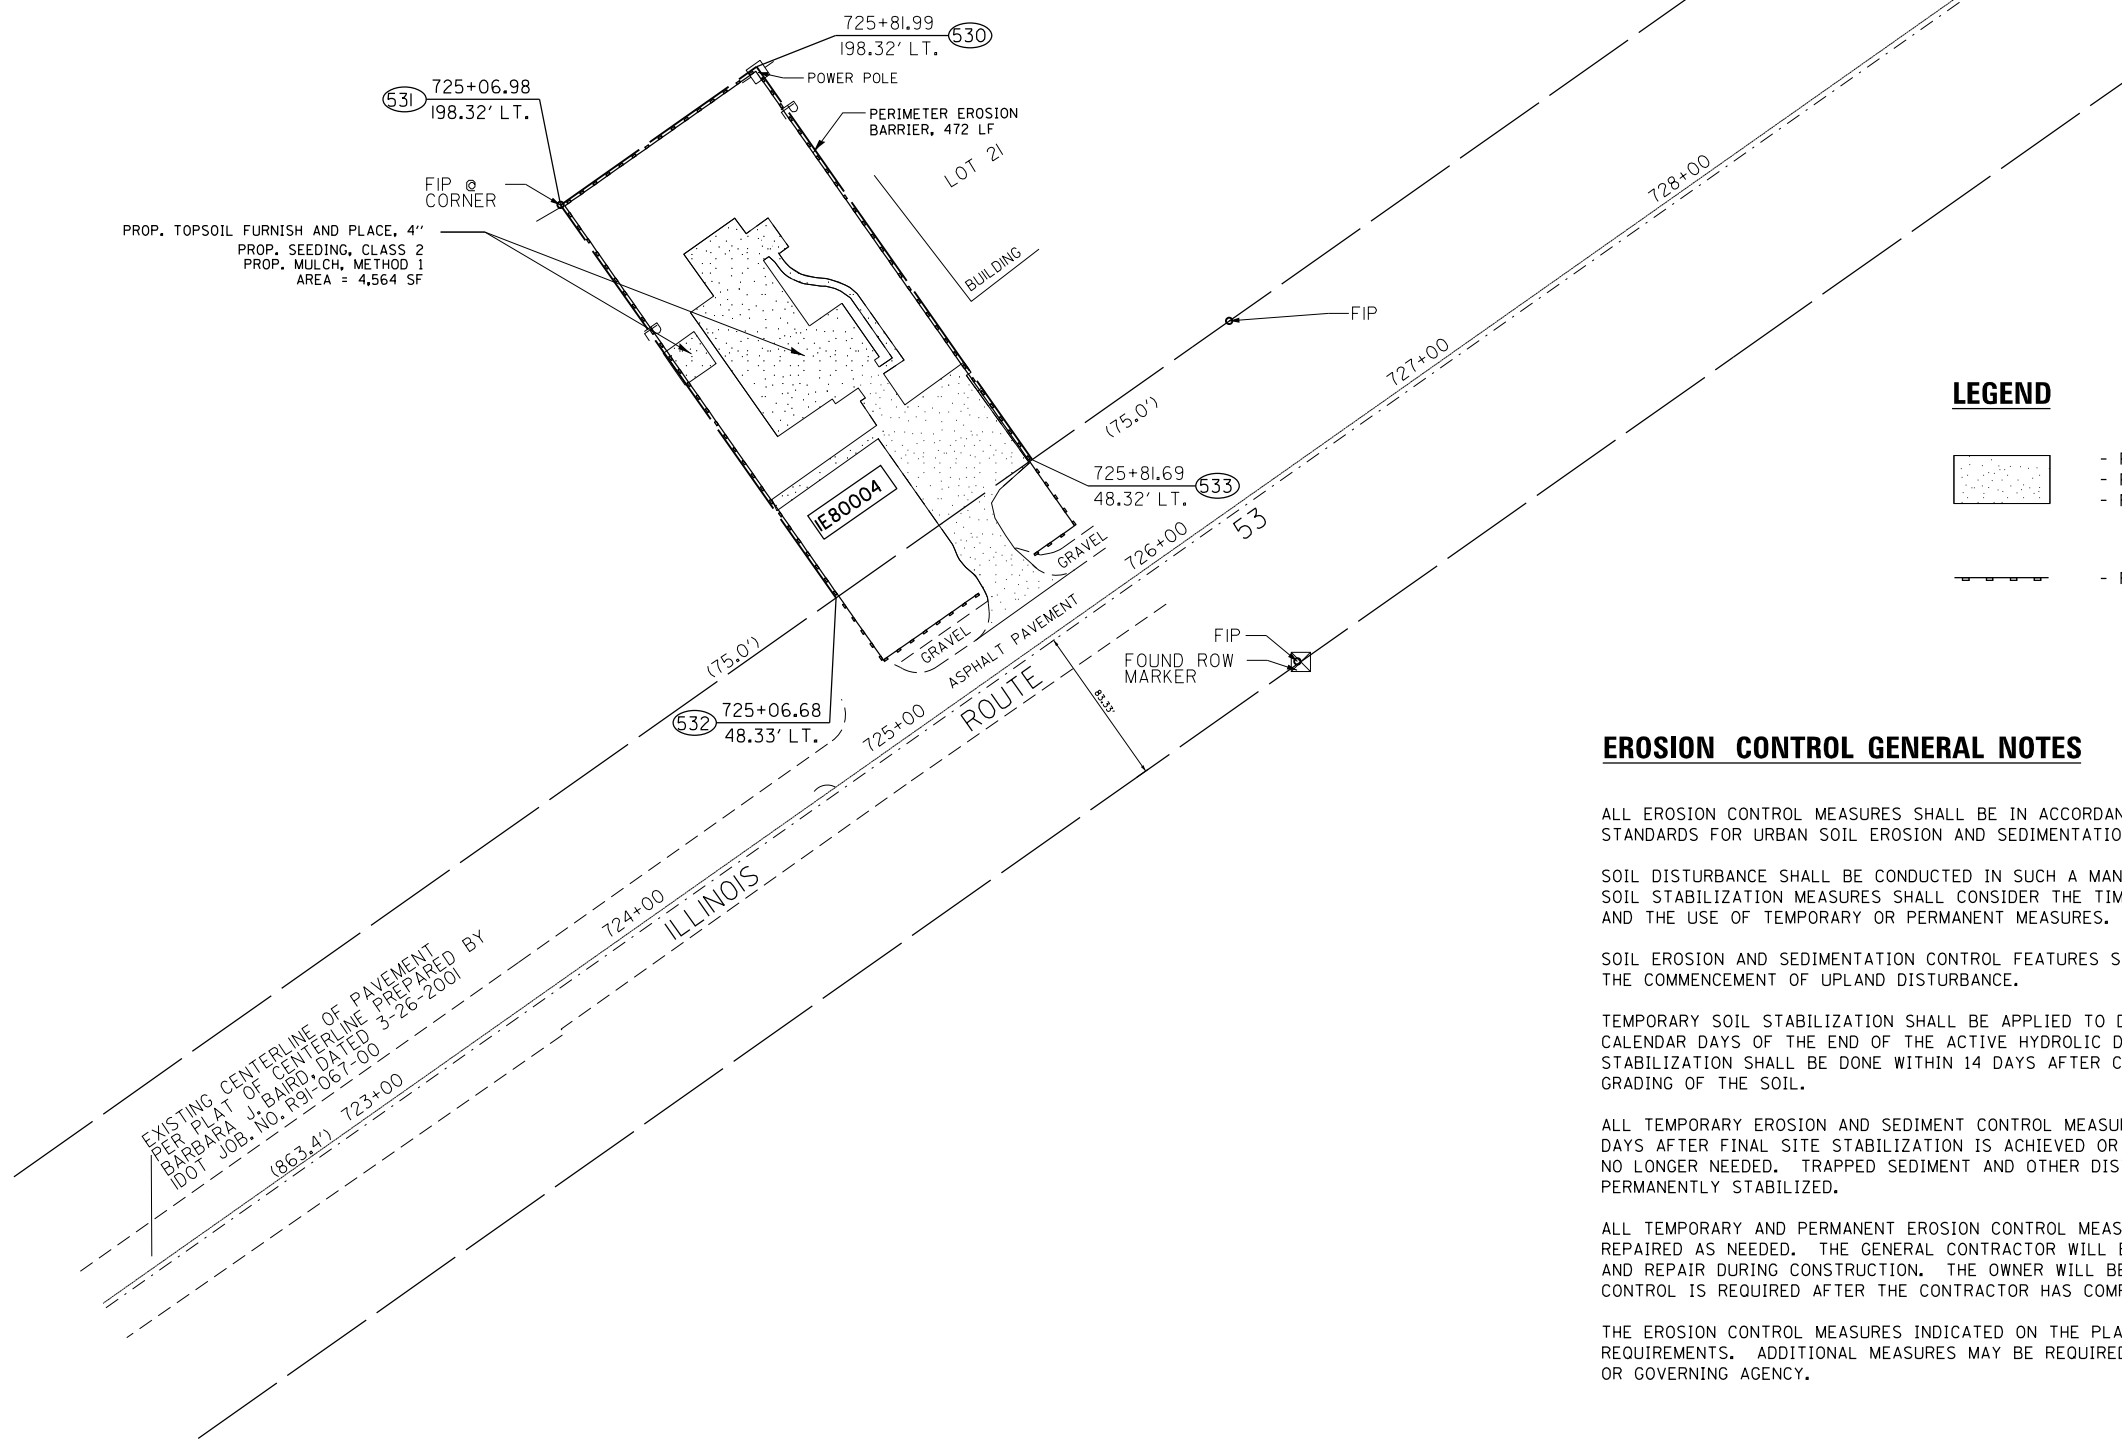 725+81.99
198.32' LT.
530
POWER POLE
531
725+06.98
198.32' LT.
PERIMETER EROSION
BARRIER, 472 LF
LOT 21
FIP @
CORNER
PROP. TOPSOIL FURNISH AND PLACE, 4''
PROP. SEEDING, CLASS 2
PROP. MULCH, METHOD 1
AREA = 4,564 SF
BUILDING
FIP
728+00
727+00
(75.0')
725+81.69
48.32' LT.
533
IE80004
GRAVEL
726+00
53
GRAVEL
ASPHALT PAVEMENT
(75.0')
532
725+06.68
48.33' LT.
725+00
ROUTE
83.33'
FIP
FOUND ROW
MARKER
724+00
ILLINOIS
EXISTING CENTERLINE OF PAVEMENT
PER PLAT OF CENTERLINE PREPARED BY
BARBARA J. BAIRD, DATED 3-26-2001
IDOT JOB. NO. R91-067-00
723+00
(863.4')
LEGEND
- P
- P
- P
- P
EROSION CONTROL GENERAL NOTES
ALL EROSION CONTROL MEASURES SHALL BE IN ACCORDAN
STANDARDS FOR URBAN SOIL EROSION AND SEDIMENTATIO
SOIL DISTURBANCE SHALL BE CONDUCTED IN SUCH A MAN
SOIL STABILIZATION MEASURES SHALL CONSIDER THE TIM
AND THE USE OF TEMPORARY OR PERMANENT MEASURES.
SOIL EROSION AND SEDIMENTATION CONTROL FEATURES S
THE COMMENCEMENT OF UPLAND DISTURBANCE.
TEMPORARY SOIL STABILIZATION SHALL BE APPLIED TO D
CALENDAR DAYS OF THE END OF THE ACTIVE HYDROLIC D
STABILIZATION SHALL BE DONE WITHIN 14 DAYS AFTER C
GRADING OF THE SOIL.
ALL TEMPORARY EROSION AND SEDIMENT CONTROL MEASU
DAYS AFTER FINAL SITE STABILIZATION IS ACHIEVED OR
NO LONGER NEEDED. TRAPPED SEDIMENT AND OTHER DIS
PERMANENTLY STABILIZED.
ALL TEMPORARY AND PERMANENT EROSION CONTROL MEAS
REPAIRED AS NEEDED. THE GENERAL CONTRACTOR WILL B
AND REPAIR DURING CONSTRUCTION. THE OWNER WILL BE
CONTROL IS REQUIRED AFTER THE CONTRACTOR HAS COMP
THE EROSION CONTROL MEASURES INDICATED ON THE PLA
REQUIREMENTS. ADDITIONAL MEASURES MAY BE REQUIRED
OR GOVERNING AGENCY.